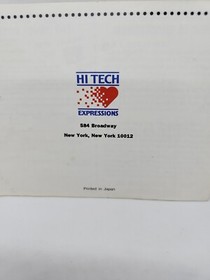 HI TECH
EXPRESSIONS
584 Broadway
New York, New York 10012
Printed in Japan